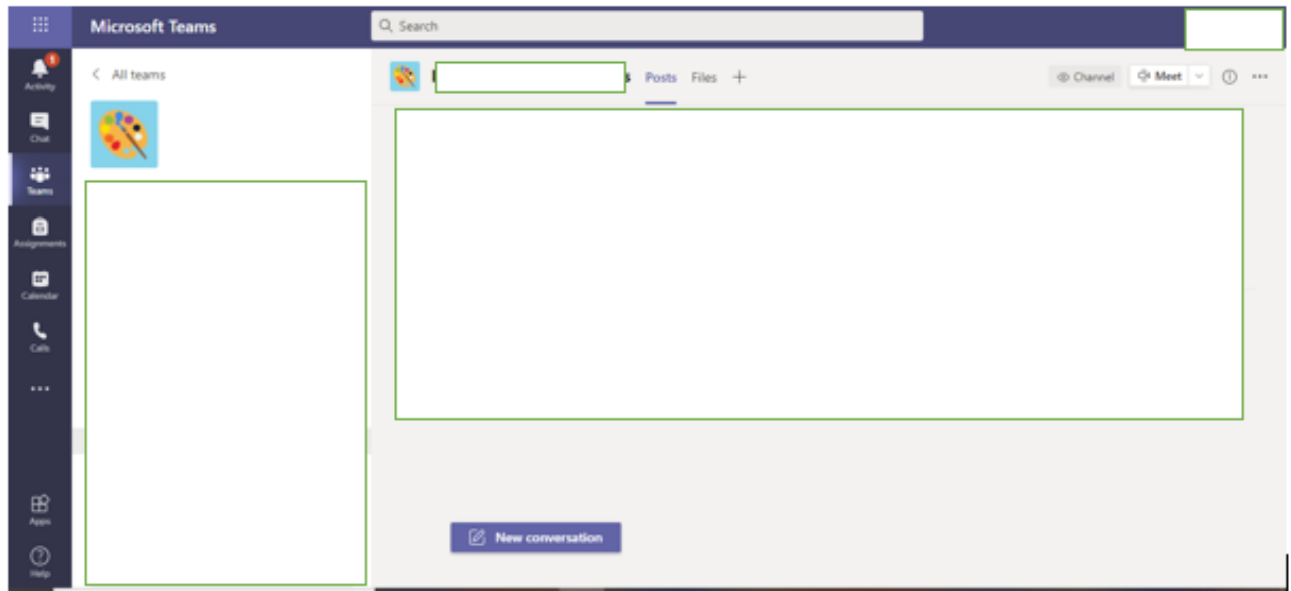 Microsoft Teams
Search
1
Activity
Chat
Teams
Assignments
Calendar
Calls
Apps
Help
All teams
Posts
Files
Channel
Meet
New conversation